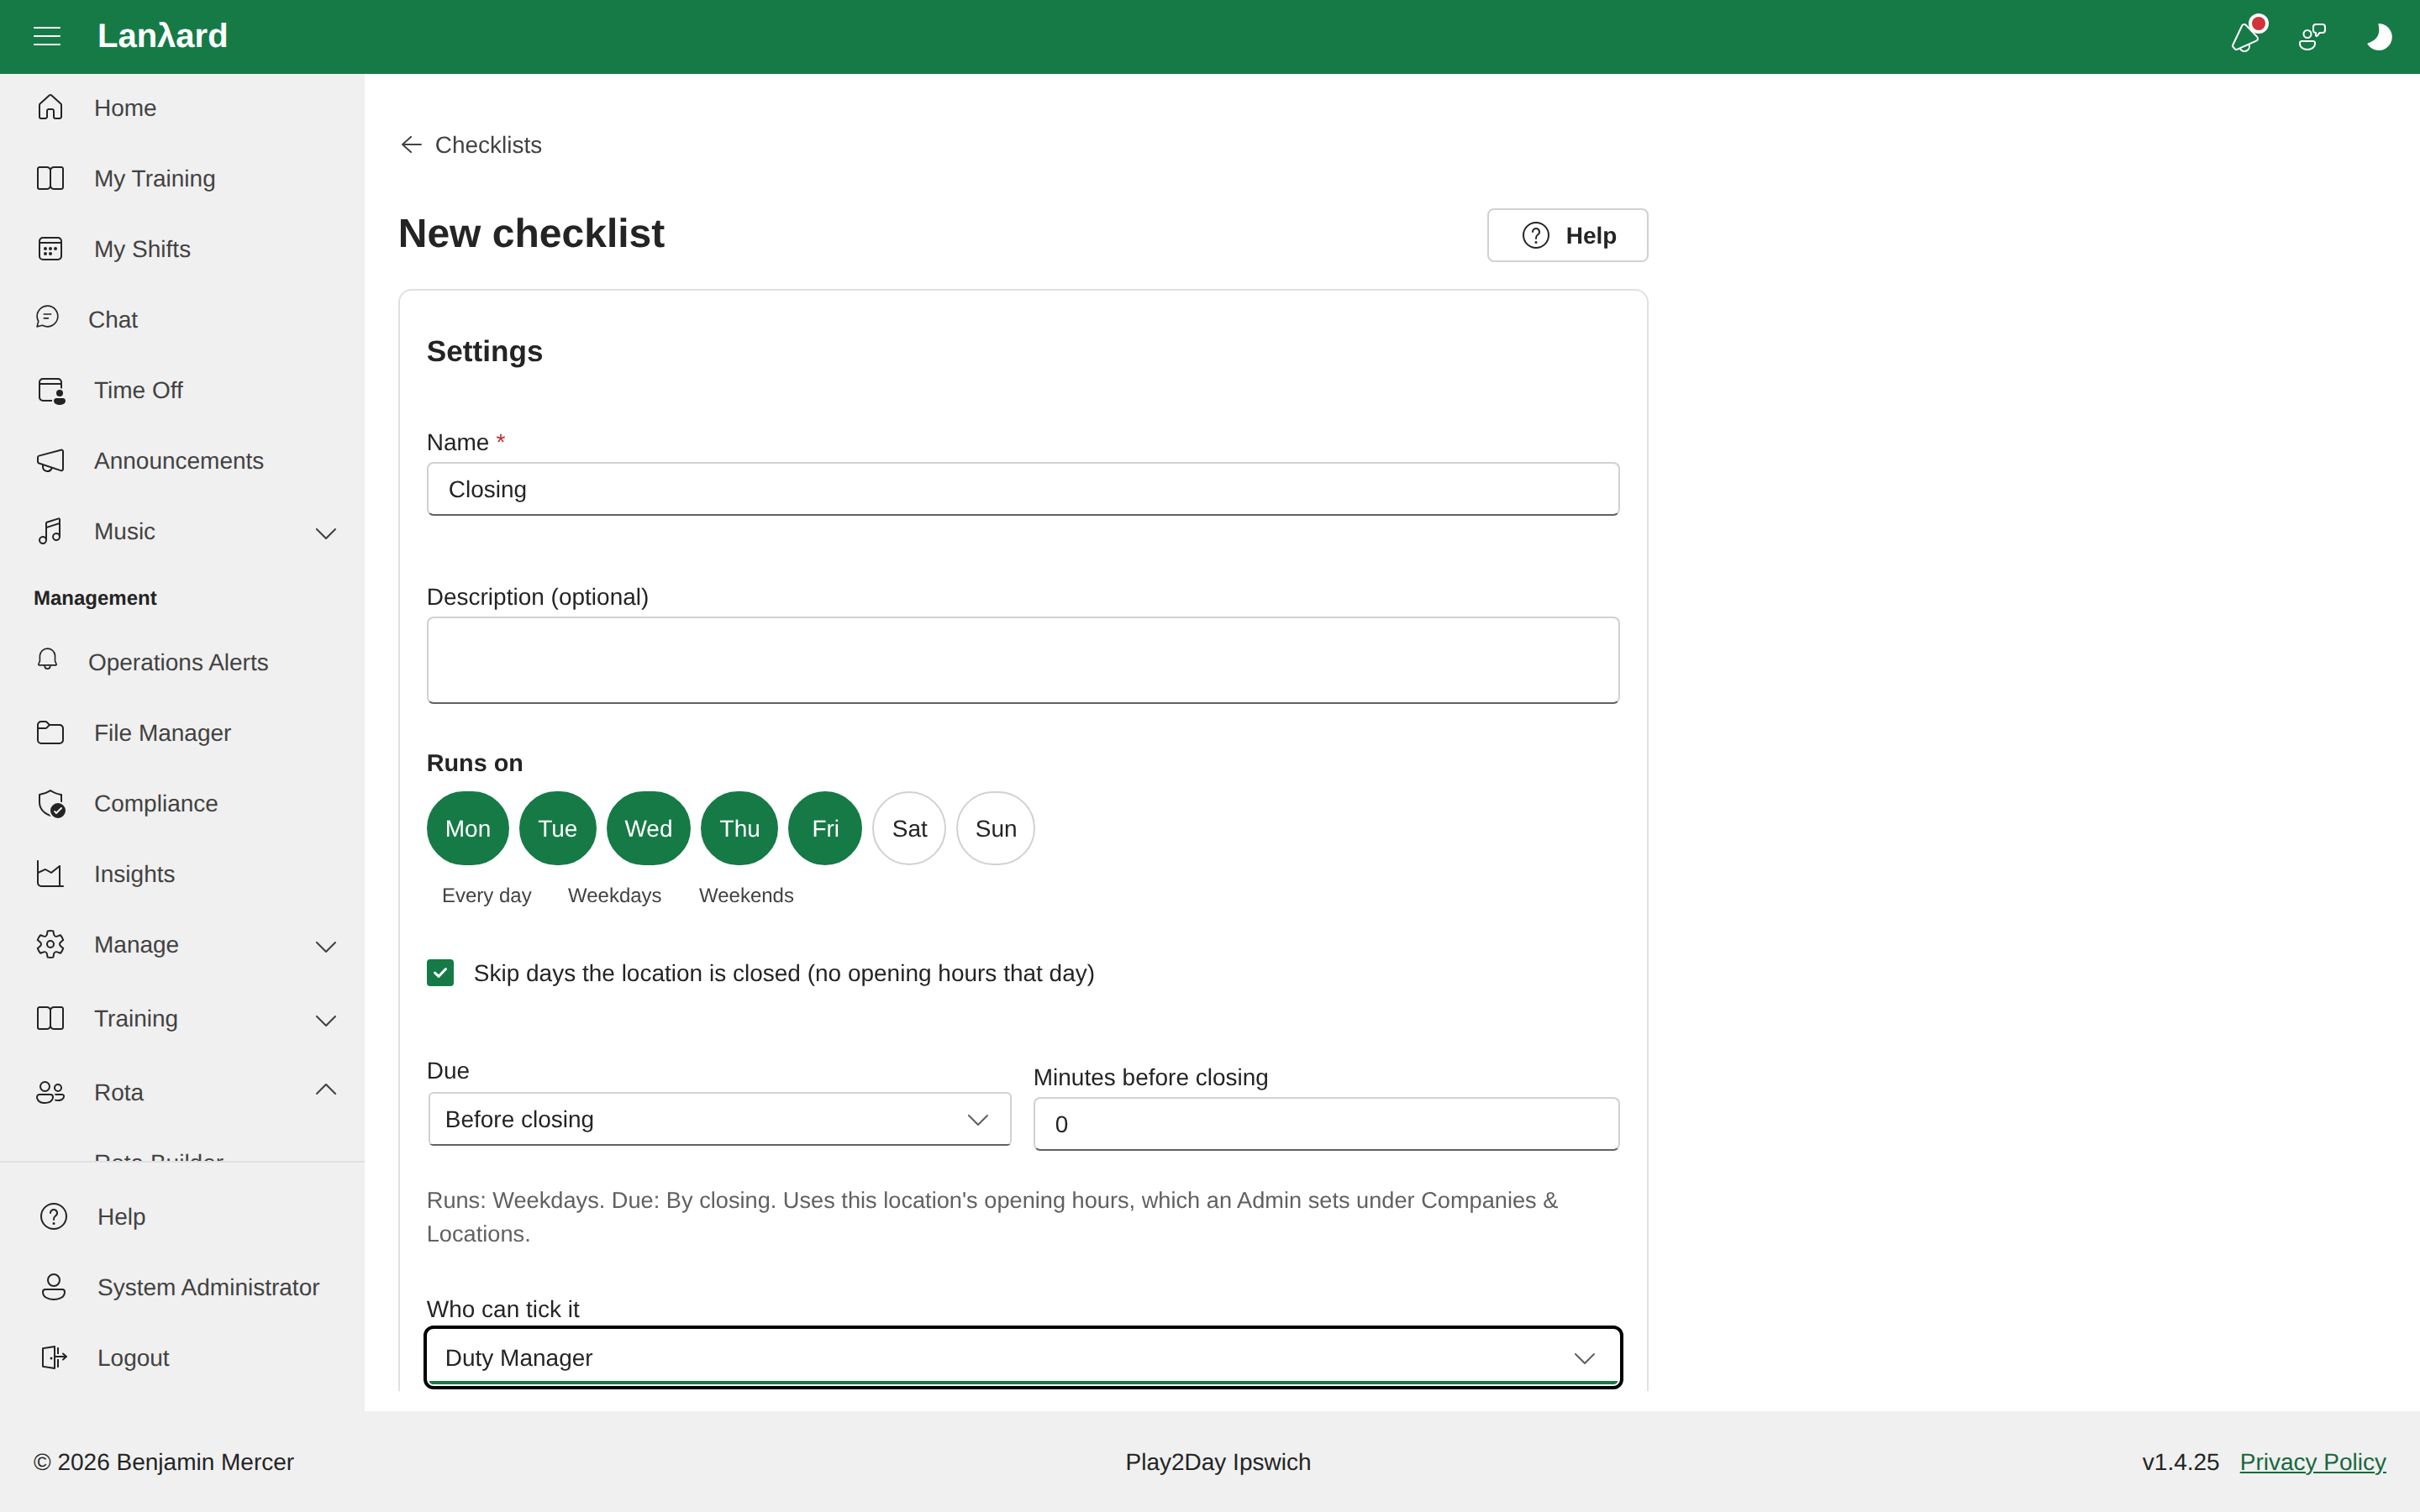 Lanλard
Home
My Training
My Shifts
Chat
Time Off
Announcements
Music
Management
Operations Alerts
File Manager
Compliance
Insights
Manage
Training
Rota
Rota Builder
Help
System Administrator
Logout
Checklists
New checklist
Help
Settings
Name *
Closing
Description (optional)
Runs on
Mon Tue Wed Thu Fri Sat Sun
Every day Weekdays Weekends
Skip days the location is closed (no opening hours that day)
Due
Before closing
Minutes before closing
0
Runs: Weekdays. Due: By closing. Uses this location's opening hours, which an Admin sets under Companies &
Locations.
Who can tick it
Duty Manager
© 2026 Benjamin Mercer
Play2Day Ipswich
v1.4.25 Privacy Policy